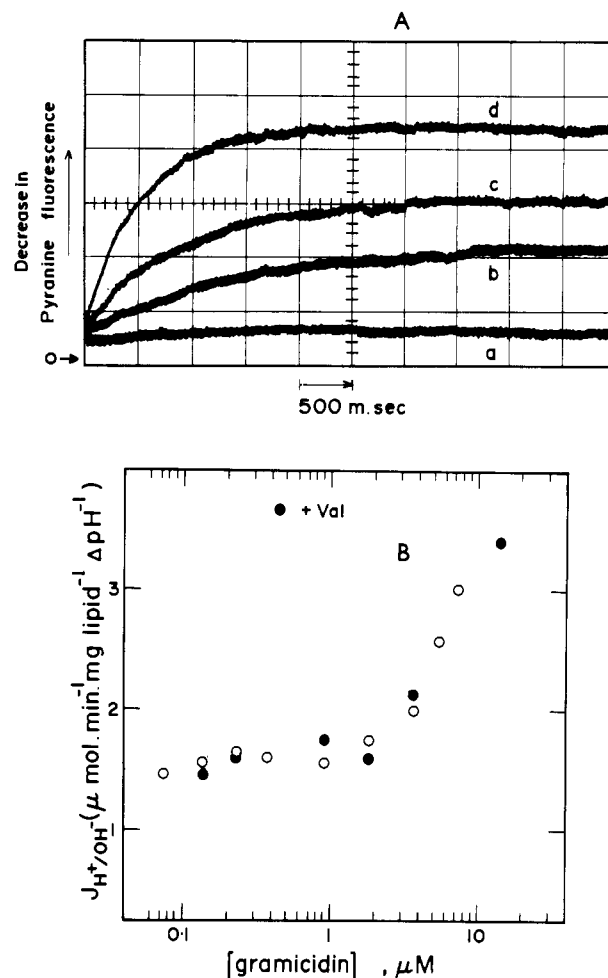 A
Decrease in
Pyranine fluorescence
O
d
c
b
a
500 m.sec
B
● + Val
J H+/OH- (μ mol. min.-1 mg lipid-1 ΔpH-1)
3
2
1
0·1
1
10
[gramicidin] , μM